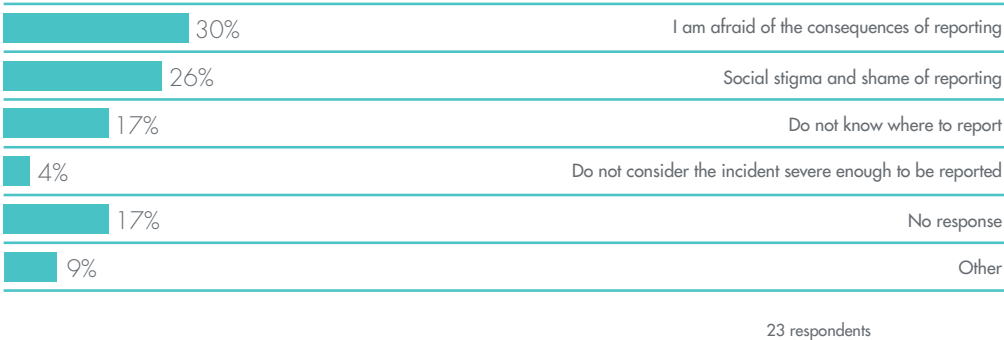 30% I am afraid of the consequences of reporting
26% Social stigma and shame of reporting
17% Do not know where to report
4% Do not consider the incident severe enough to be reported
17% No response
9% Other
23 respondents